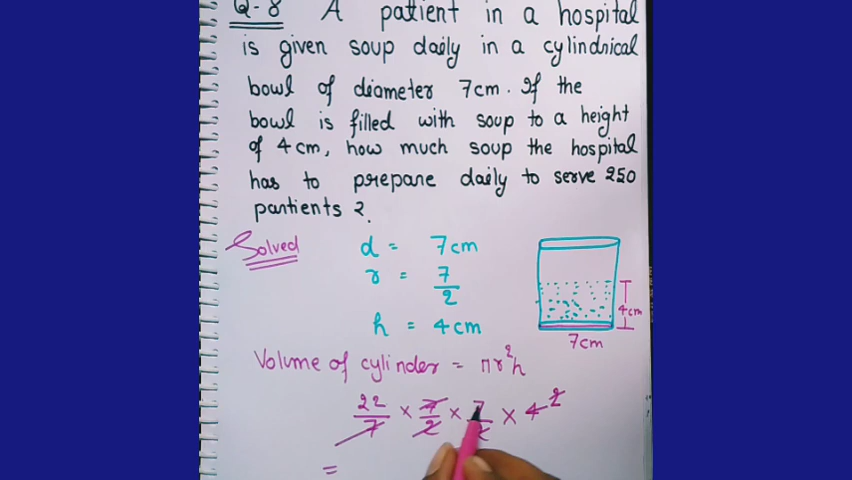 Q-8 A patient in a hospital
is given soup daily in a cylindrical
bowl of diameter 7cm. If the
bowl is filled with soup to a height
of 4cm, how much soup the hospital
has to prepare daily to serve 250
pantients ?
Solved
d = 7cm
r = 7/2
h = 4cm
4cm
7cm
Volume of cylinder = πr²h
22/7 × 7/2 × 7/2 × 4 2
=